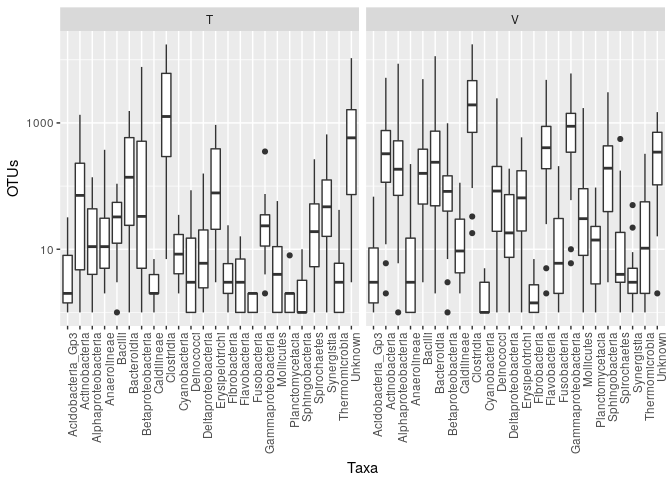 T
V
OTUs
1000
10
Acidobacteria_Gp3
Actinobacteria
Alphaproteobacteria
Anaerolineae
Bacilli
Bacteroidia
Betaproteobacteria
Caldilineae
Clostridia
Cyanobacteria
Deinococci
Deltaproteobacteria
Erysipelotrichi
Fibrobacteria
Flavobacteria
Fusobacteria
Gammaproteobacteria
Mollicutes
Planctomycetacia
Sphingobacteria
Spirochaetes
Synergistia
Thermomicrobia
Unknown
Acidobacteria_Gp3
Actinobacteria
Alphaproteobacteria
Anaerolineae
Bacilli
Bacteroidia
Betaproteobacteria
Caldilineae
Clostridia
Cyanobacteria
Deinococci
Deltaproteobacteria
Erysipelotrichi
Fibrobacteria
Flavobacteria
Fusobacteria
Gammaproteobacteria
Mollicutes
Planctomycetacia
Sphingobacteria
Spirochaetes
Synergistia
Thermomicrobia
Unknown
Taxa